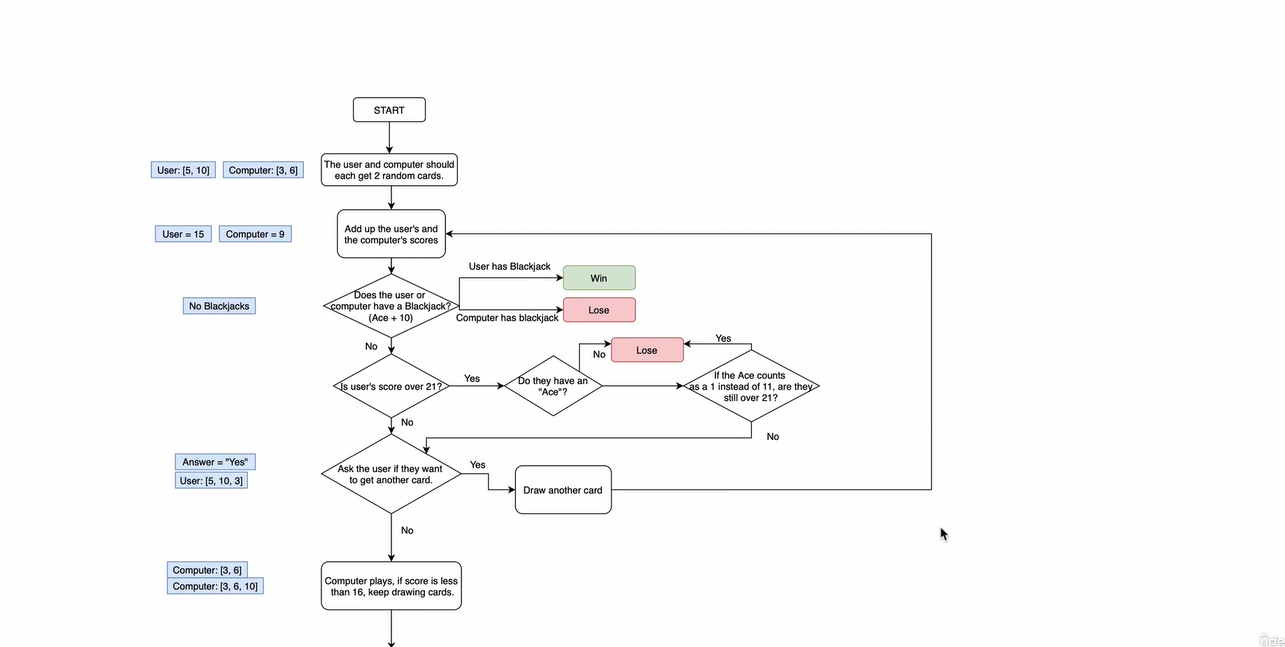 START
User: [5, 10]
Computer: [3, 6]
The user and computer should
each get 2 random cards.
User = 15
Computer = 9
Add up the user's and
the computer's scores
User has Blackjack
Win
No Blackjacks
Does the user or
computer have a Blackjack?
(Ace + 10)
Lose
Computer has blackjack
No
Yes
No
Lose
Is user's score over 21?
Yes
Do they have an
"Ace"?
If the Ace counts
as a 1 instead of 11, are they
still over 21?
No
No
Answer = "Yes"
User: [5, 10, 3]
Ask the user if they want
to get another card.
Yes
Draw another card
No
Computer: [3, 6]
Computer: [3, 6, 10]
Computer plays, if score is less
than 16, keep drawing cards.